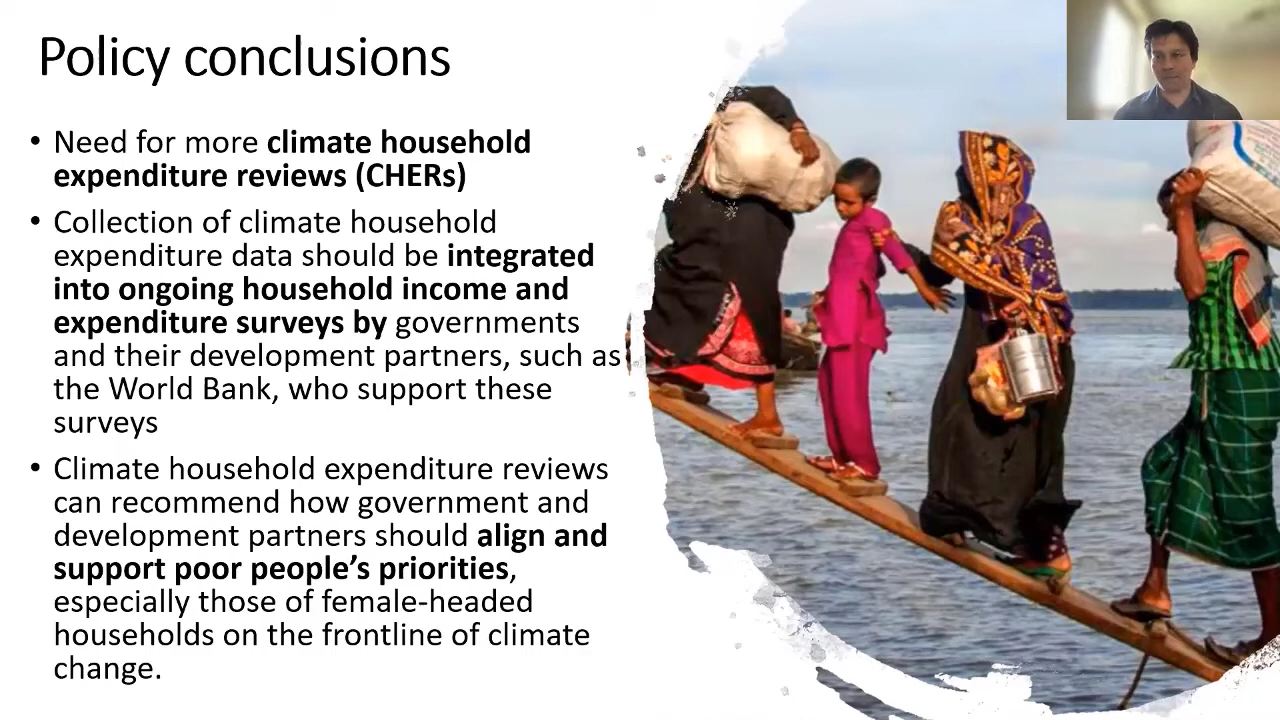 Policy conclusions
• Need for more climate household
expenditure reviews (CHERs)
• Collection of climate household
expenditure data should be integrated
into ongoing household income and
expenditure surveys by governments
and their development partners, such as
the World Bank, who support these
surveys
• Climate household expenditure reviews
can recommend how government and
development partners should align and
support poor people’s priorities,
especially those of female-headed
households on the frontline of climate
change.